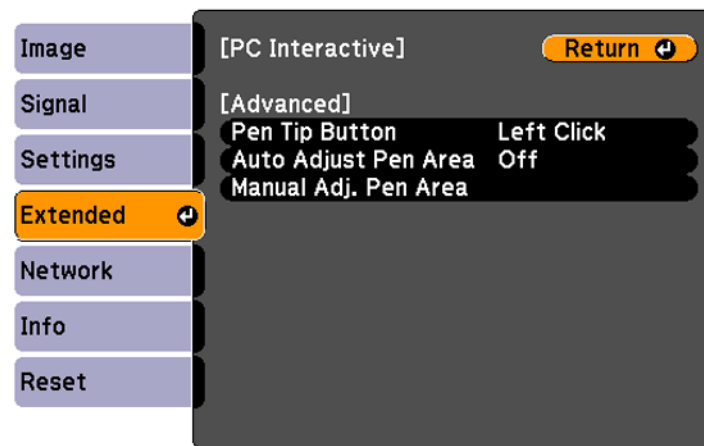 Image
Signal
Settings
Extended
Network
Info
Reset
[PC Interactive]
Return
[Advanced]
Pen Tip Button Left Click
Auto Adjust Pen Area Off
Manual Adj. Pen Area